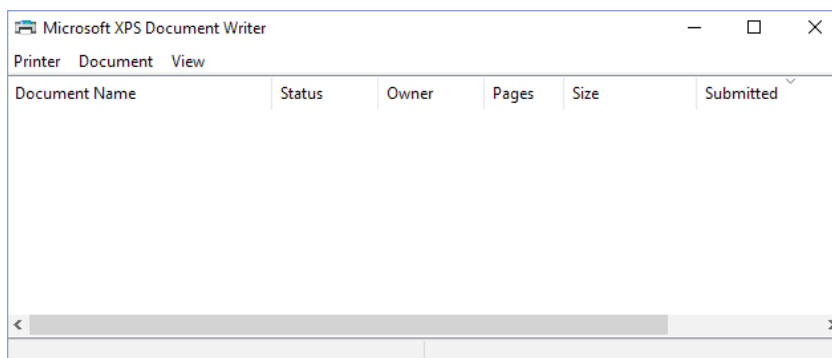 Microsoft XPS Document Writer
Printer Document View
Document Name Status Owner Pages Size Submitted